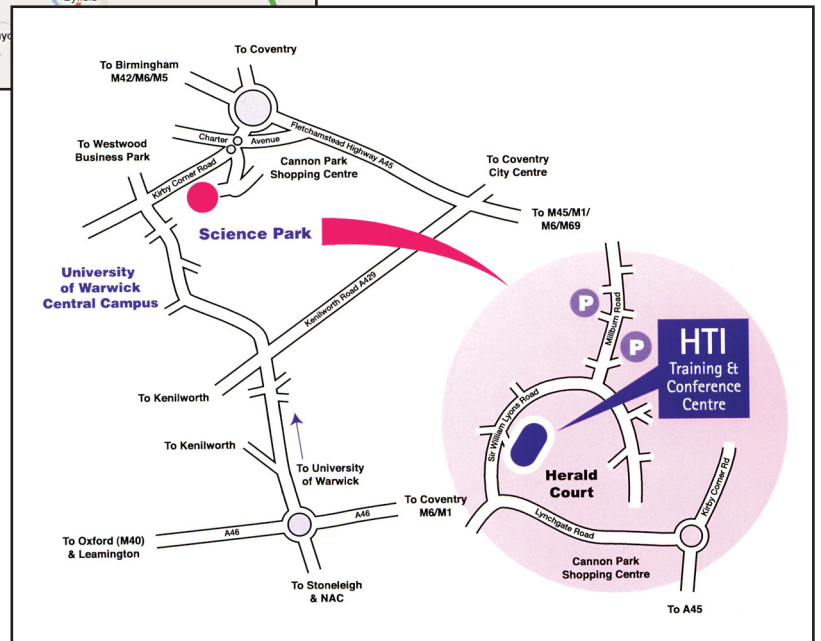 To Coventry
To Birmingham
M42/M6/M5
Charter Avenue
Fletchamstead Highway A45
To Westwood
Business Park
Kirby Corner Road
Cannon Park
Shopping Centre
To Coventry
City Centre
To M45/M1/
M6/M69
Science Park
University
of Warwick
Central Campus
Kenilworth Road A429
To Kenilworth
To Kenilworth
To University
of Warwick
To Coventry
M6/M1
A46
A46
To Oxford (M40)
& Leamington
To Stoneleigh
& NAC
P
Millburn Road
P
HTI
Training &
Conference
Centre
Sir William Lyons Road
Herald
Court
Kirby Corner Rd
Lynchgate Road
Cannon Park
Shopping Centre
To A45